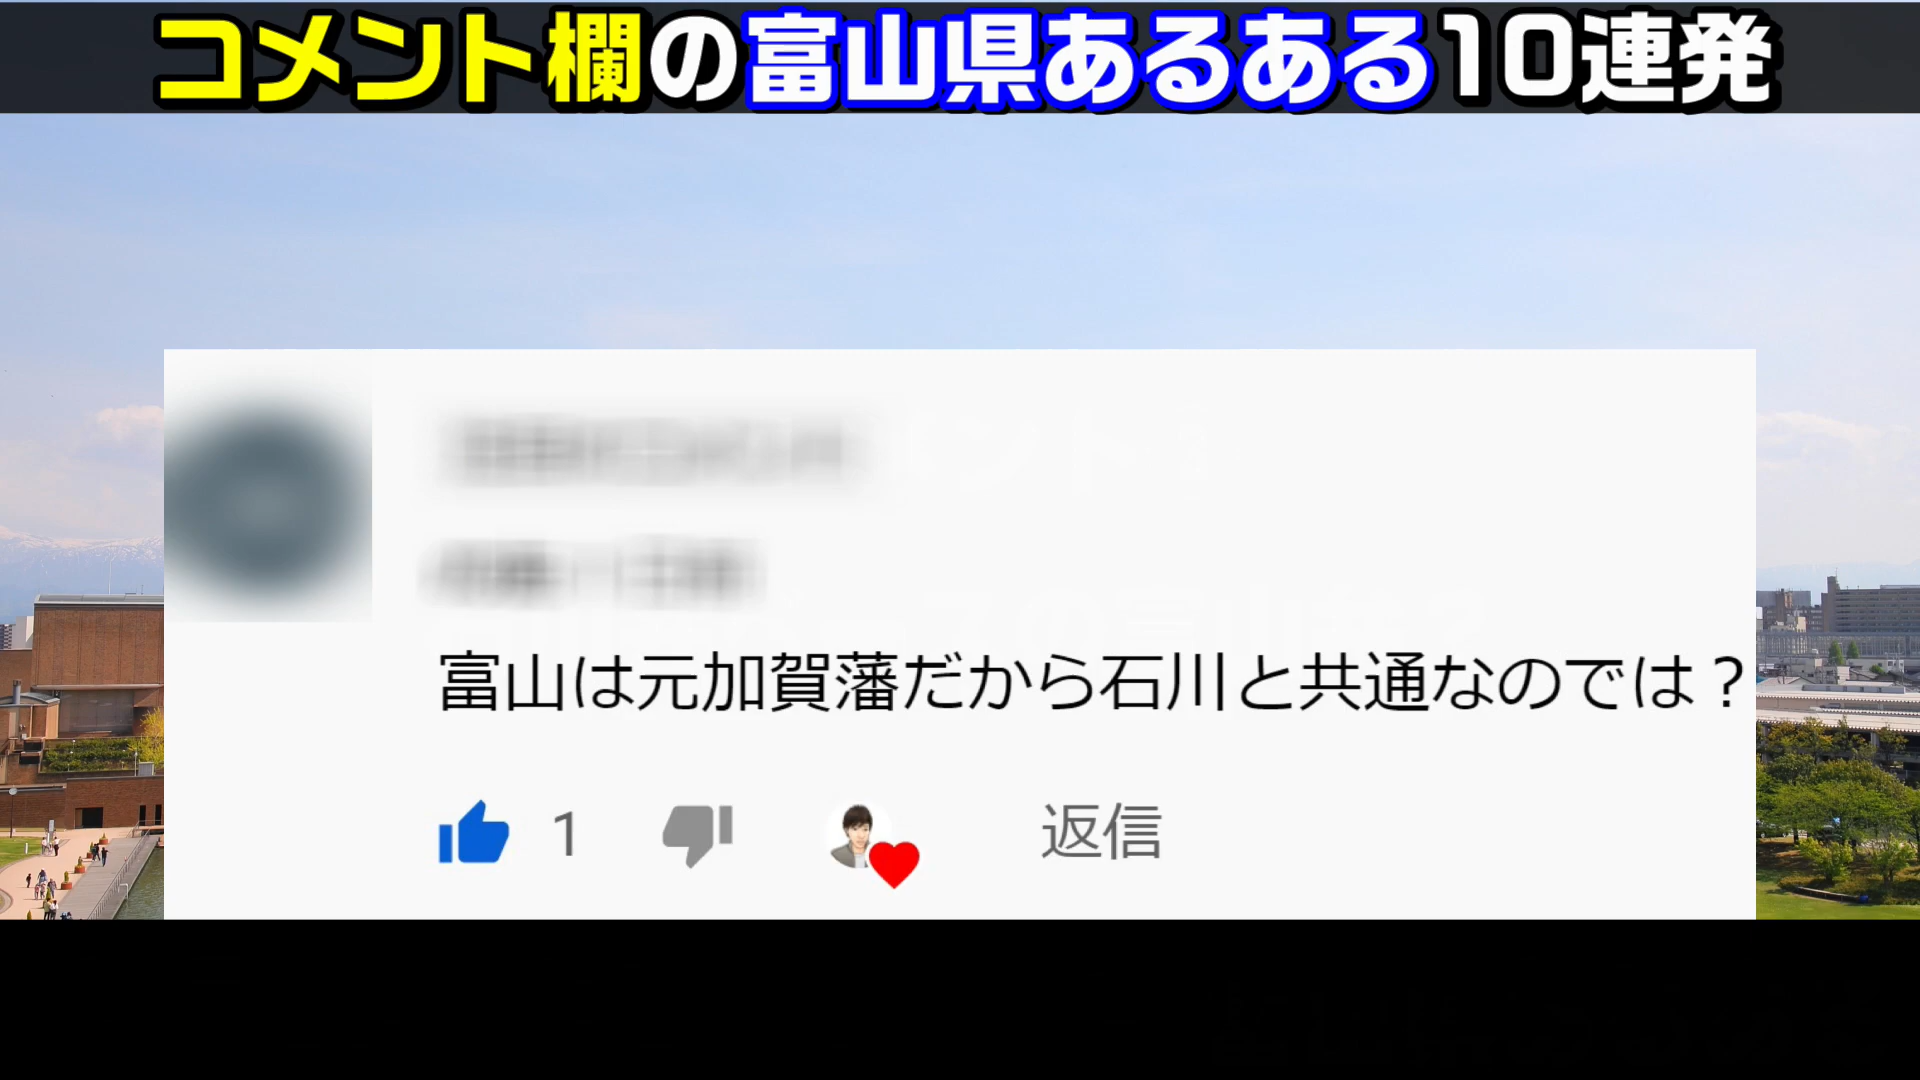 コメント欄の富山県あるある10連発
富山は元加賀藩だから石川と共通なのでは？
1
返信